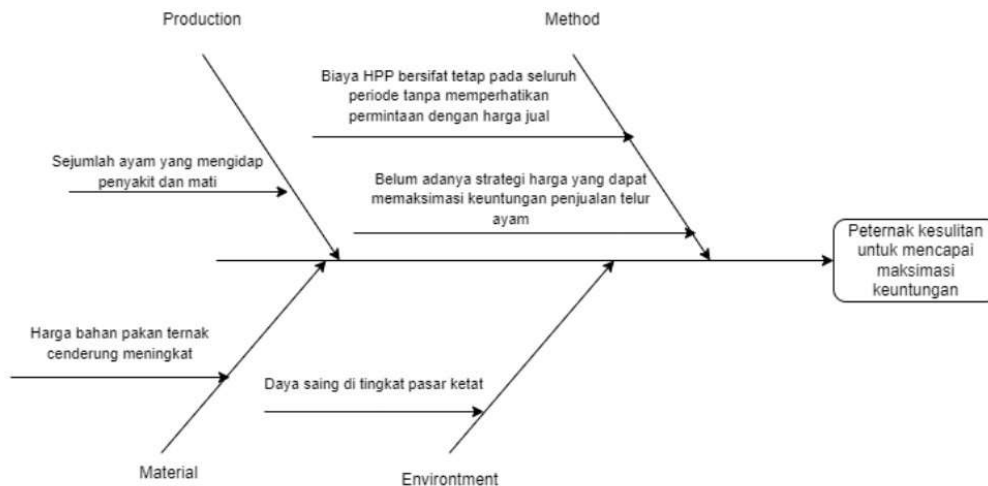 Production
Method
Biaya HPP bersifat tetap pada seluruh
periode tanpa memperhatikan
permintaan dengan harga jual
Sejumlah ayam yang mengidap
penyakit dan mati
Belum adanya strategi harga yang dapat
memaksimasi keuntungan penjualan telur
ayam
Peternak kesulitan
untuk mencapai
maksimasi
keuntungan
Harga bahan pakan ternak
cenderung meningkat
Daya saing di tingkat pasar ketat
Material
Environtment